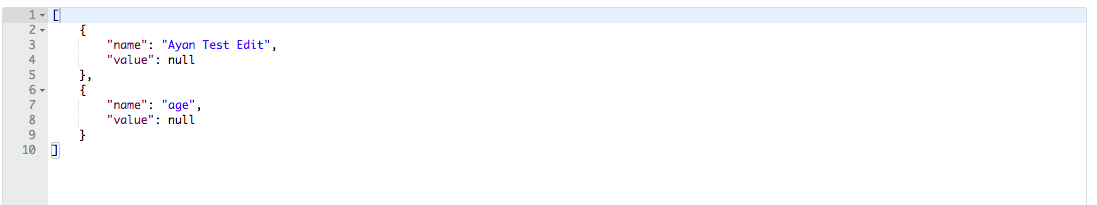 1 [
2     {
3         "name": "Ayan Test Edit",
4         "value": null
5     },
6     {
7         "name": "age",
8         "value": null
9     }
10 ]